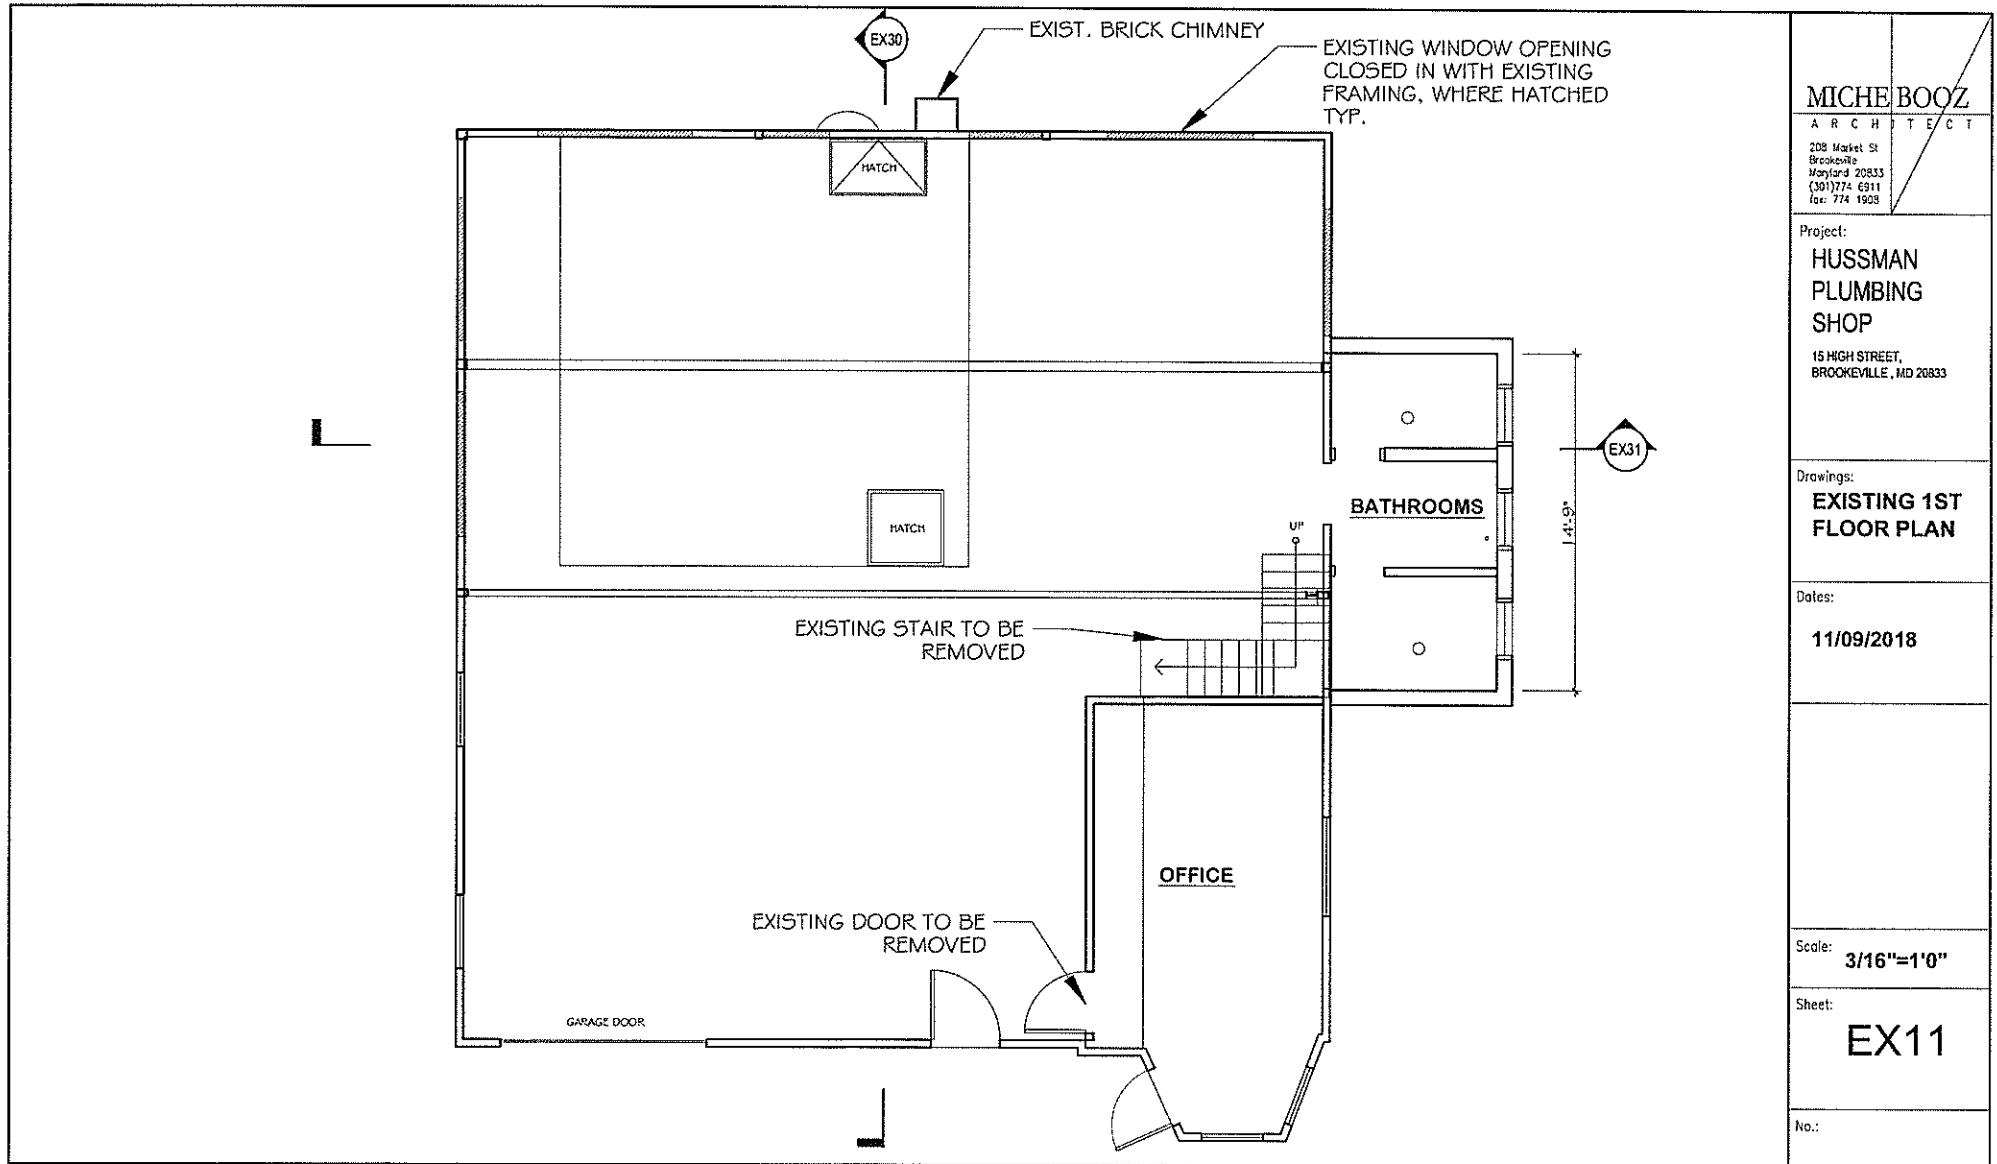 EX30
EXIST. BRICK CHIMNEY
EXISTING WINDOW OPENING
CLOSED IN WITH EXISTING
FRAMING, WHERE HATCHED
TYP.
HATCH
HATCH
UP
BATHROOMS
14'-9"
EX31
EXISTING STAIR TO BE
REMOVED
OFFICE
EXISTING DOOR TO BE
REMOVED
GARAGE DOOR
MICHE BOOZ
ARCHITECT
208 Market St
Brookeville
Maryland 20833
(301)774 6911
fax: 774 1908
Project:
HUSSMAN
PLUMBING
SHOP
15 HIGH STREET,
BROOKEVILLE, MD 20833
Drawings:
EXISTING 1ST
FLOOR PLAN
Dates:
11/09/2018
Scale: 3/16"=1'0"
Sheet:
EX11
No.: